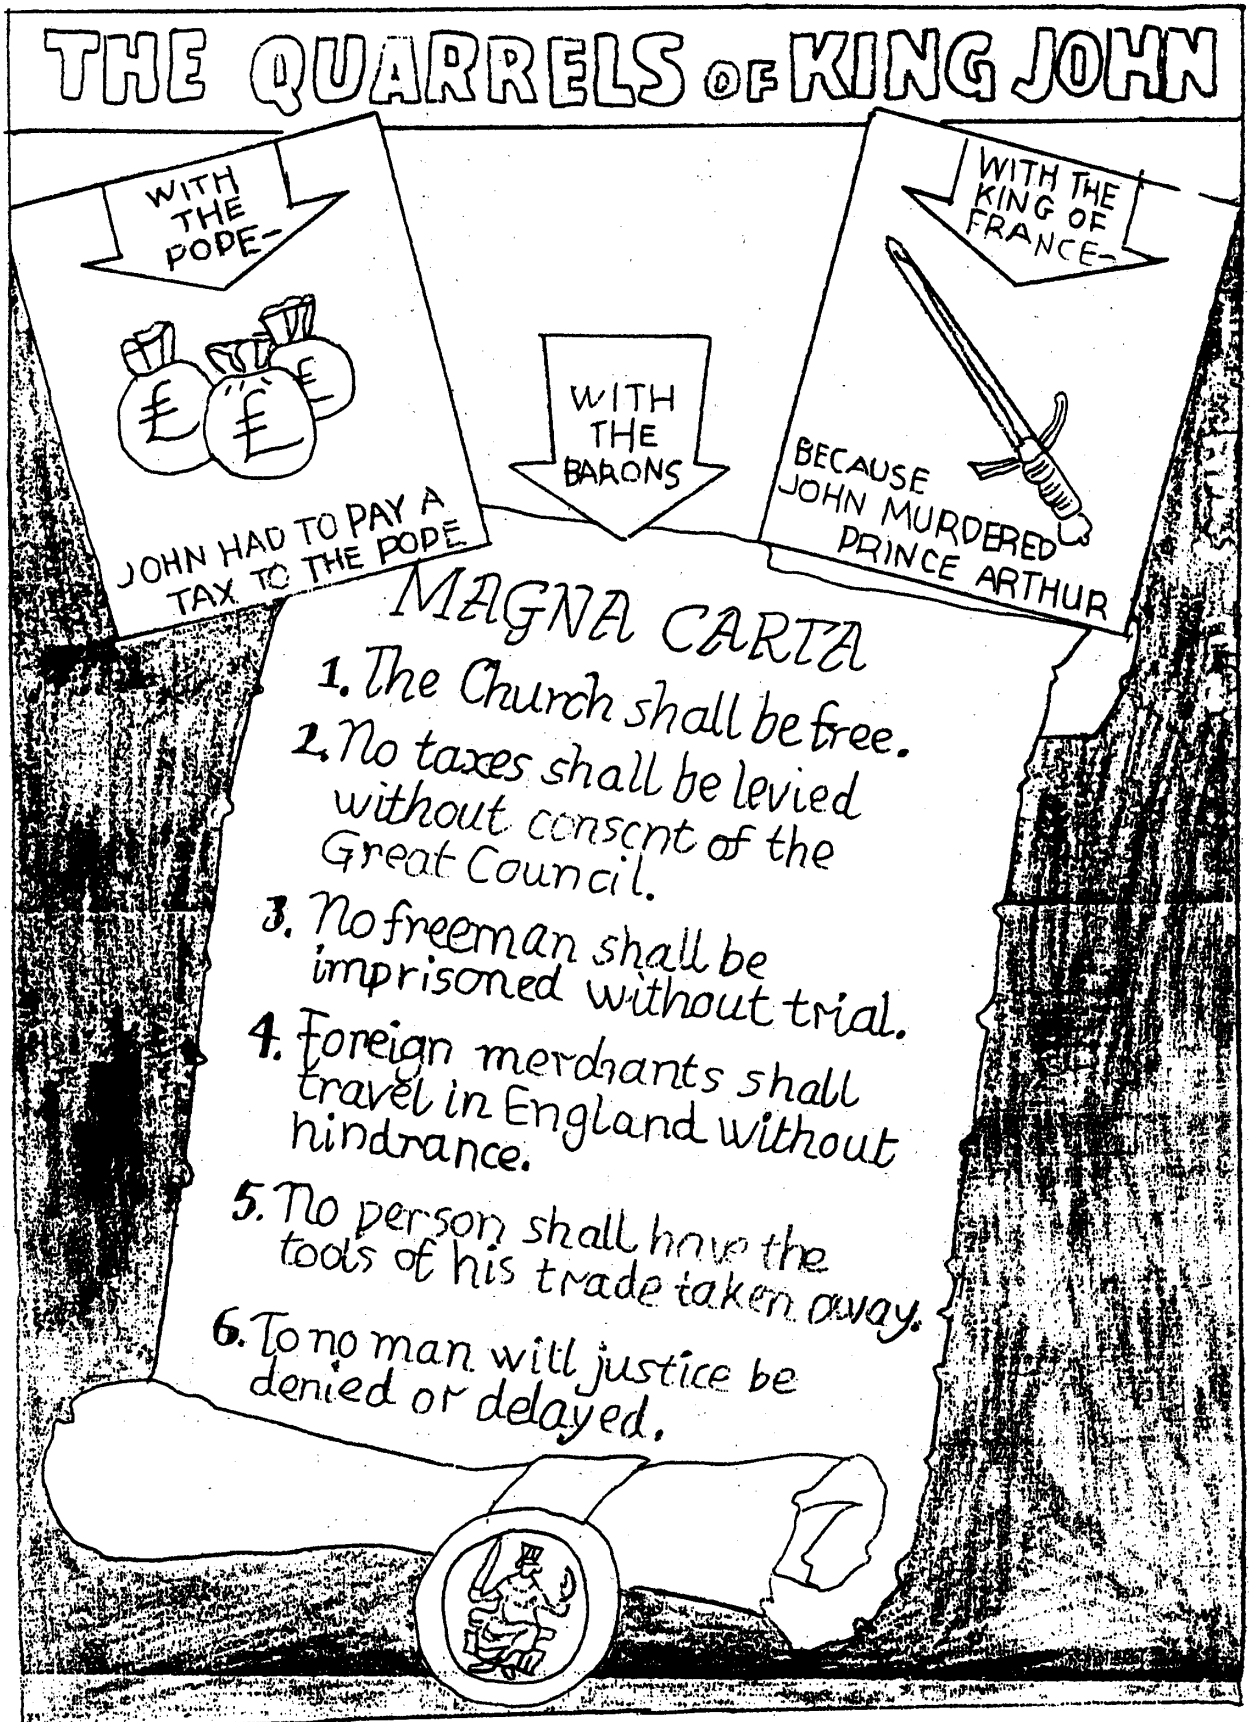 THE QUARRELS OF KING JOHN
WITH
THE
POPE-
£ £ £
JOHN HAD TO PAY A
TAX TO THE POPE
WITH
THE
BARONS
WITH THE
KING OF
FRANCE-
BECAUSE
JOHN MURDERED
PRINCE ARTHUR
MAGNA CARTA
1. The Church shall be free.
2. No taxes shall be levied
without consent of the
Great Council.
3. No freeman shall be
imprisoned without trial.
4. Foreign merchants shall
travel in England without
hindrance.
5. No person shall have the
tools of his trade taken away.
6. To no man will justice be
denied or delayed.